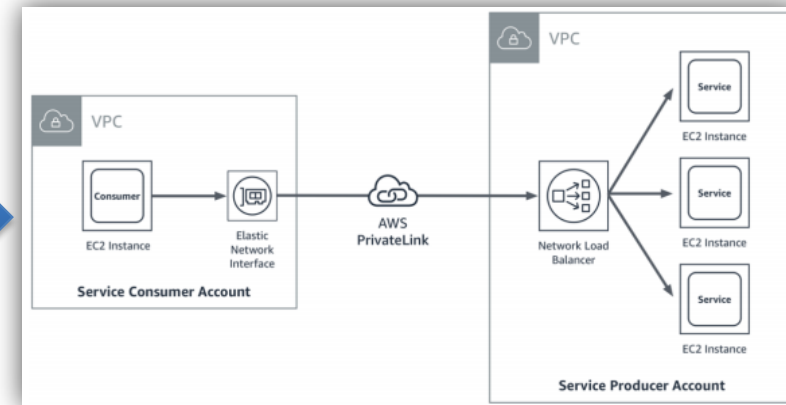 VPC
Consumer
EC2 Instance
Elastic
Network
Interface
Service Consumer Account
AWS
PrivateLink
VPC
Network Load
Balancer
Service
EC2 Instance
Service
EC2 Instance
Service
EC2 Instance
Service Producer Account